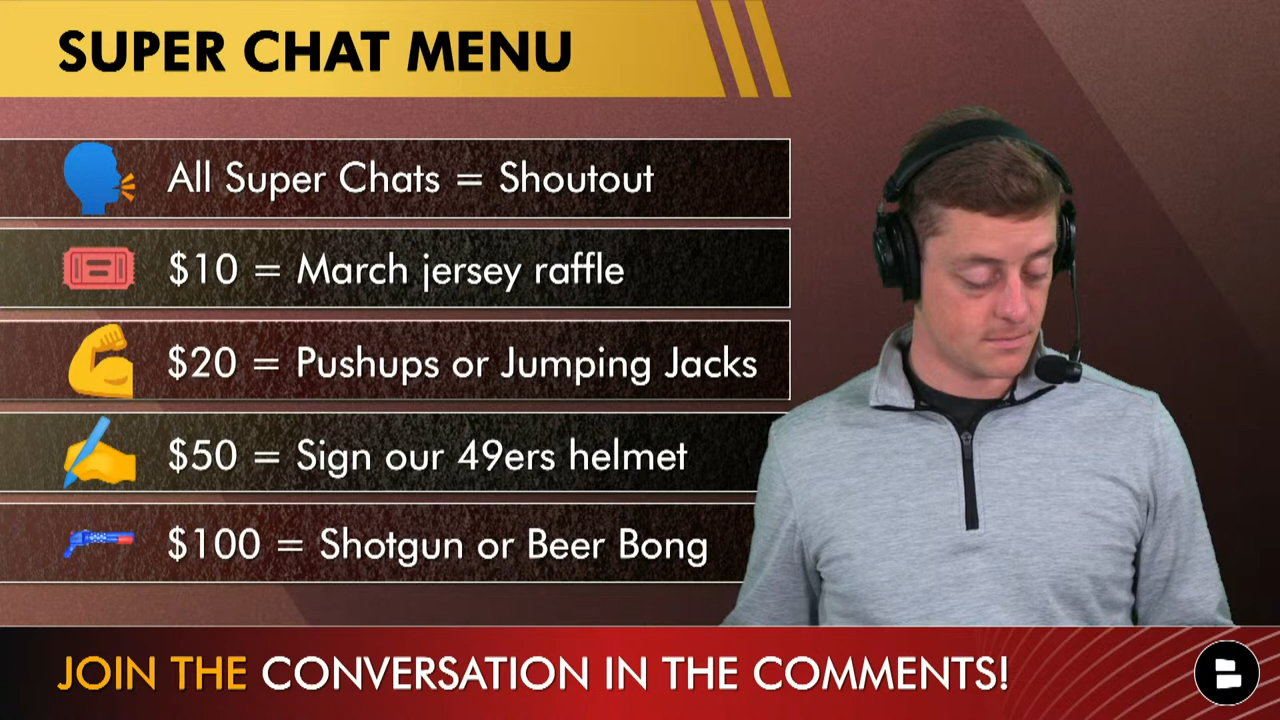 SUPER CHAT MENU
All Super Chats = Shoutout
$10 = March jersey raffle
$20 = Pushups or Jumping Jacks
$50 = Sign our 49ers helmet
$100 = Shotgun or Beer Bong
JOIN THE CONVERSATION IN THE COMMENTS!